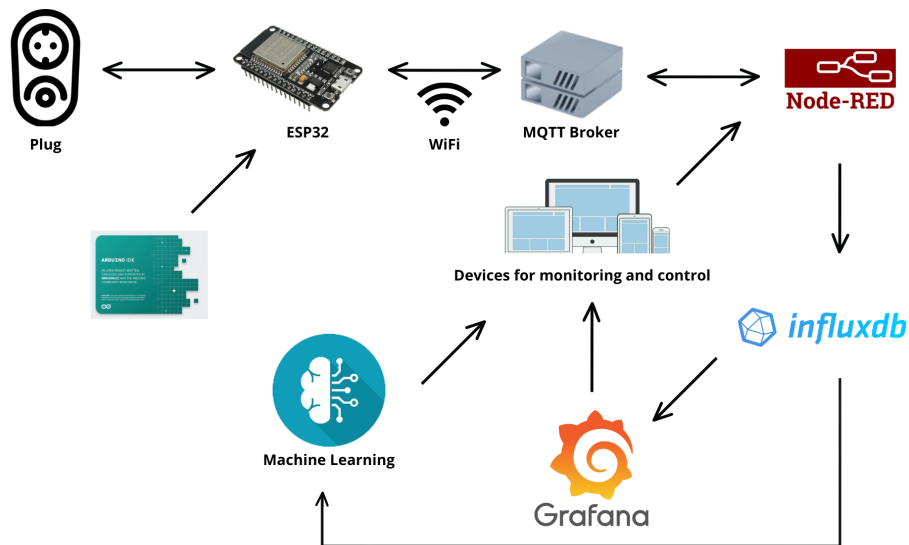 Plug
ESP32
WiFi
MQTT Broker
Node-RED
ARDUINO IDE
Devices for monitoring and control
influxdb
Machine Learning
Grafana